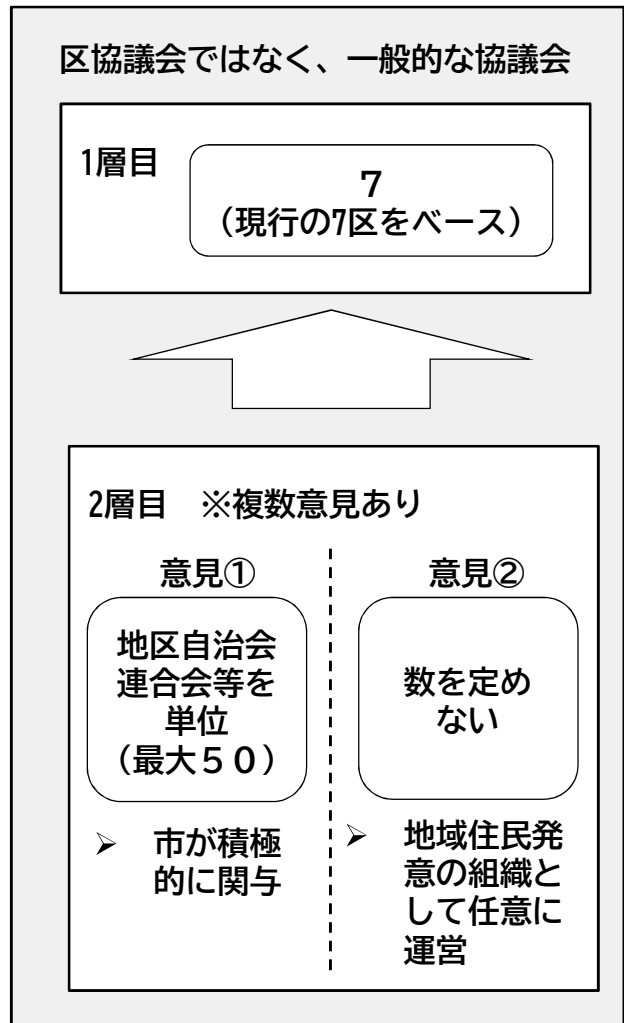 区協議会ではなく、一般的な協議会
1層目
7
(現行の7区をベース)
2層目 ※複数意見あり
意見①
地区自治会
連合会等を
単位
(最大50)
➢ 市が積極
的に関与
意見②
数を定め
ない
➢ 地域住民発
意の組織と
して任意に
運営